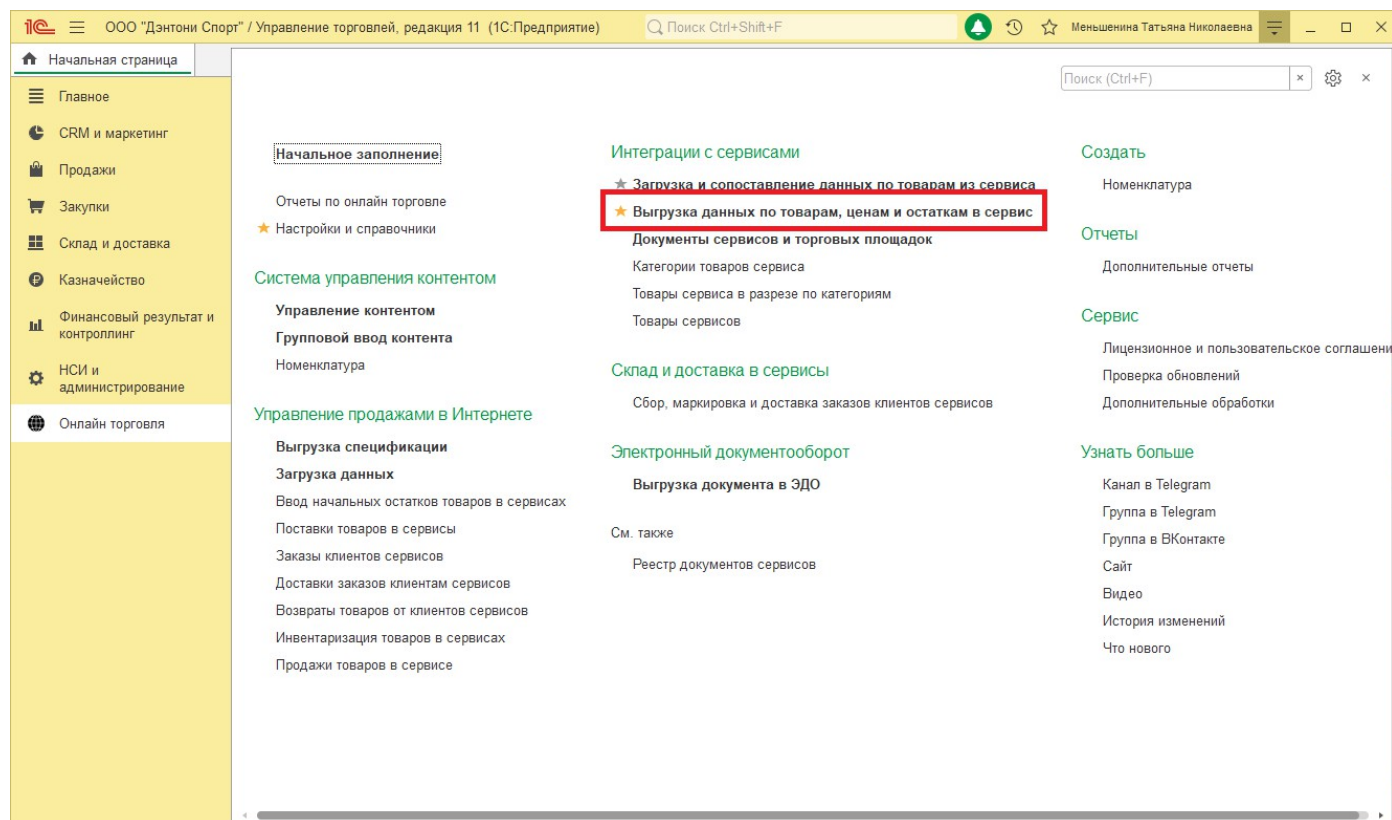 1С ООО "Дэнтони Спорт" / Управление торговлей, редакция 11 (1С:Предприятие) Поиск Ctrl+Shift+F Меньшенина Татьяна Николаевна
Начальная страница
Поиск (Ctrl+F)
Главное
CRM и маркетинг
Продажи
Закупки
Склад и доставка
Казначейство
Финансовый результат и
контроллинг
НСИ и
администрирование
Онлайн торговля
Начальное заполнение
Отчеты по онлайн торговле
Настройки и справочники
Система управления контентом
Управление контентом
Групповой ввод контента
Номенклатура
Управление продажами в Интернете
Выгрузка спецификации
Загрузка данных
Ввод начальных остатков товаров в сервисах
Поставки товаров в сервисы
Заказы клиентов сервисов
Доставки заказов клиентам сервисов
Возвраты товаров от клиентов сервисов
Инвентаризация товаров в сервисах
Продажи товаров в сервисе
Интеграции с сервисами
Загрузка и сопоставление данных по товарам из сервиса
Выгрузка данных по товарам, ценам и остаткам в сервис
Документы сервисов и торговых площадок
Категории товаров сервиса
Товары сервиса в разрезе по категориям
Товары сервисов
Склад и доставка в сервисы
Сбор, маркировка и доставка заказов клиентов сервисов
Электронный документооборот
Выгрузка документа в ЭДО
См. также
Реестр документов сервисов
Создать
Номенклатура
Отчеты
Дополнительные отчеты
Сервис
Лицензионное и пользовательское соглашени
Проверка обновлений
Дополнительные обработки
Узнать больше
Канал в Telegram
Группа в Telegram
Группа в ВКонтакте
Сайт
Видео
История изменений
Что нового